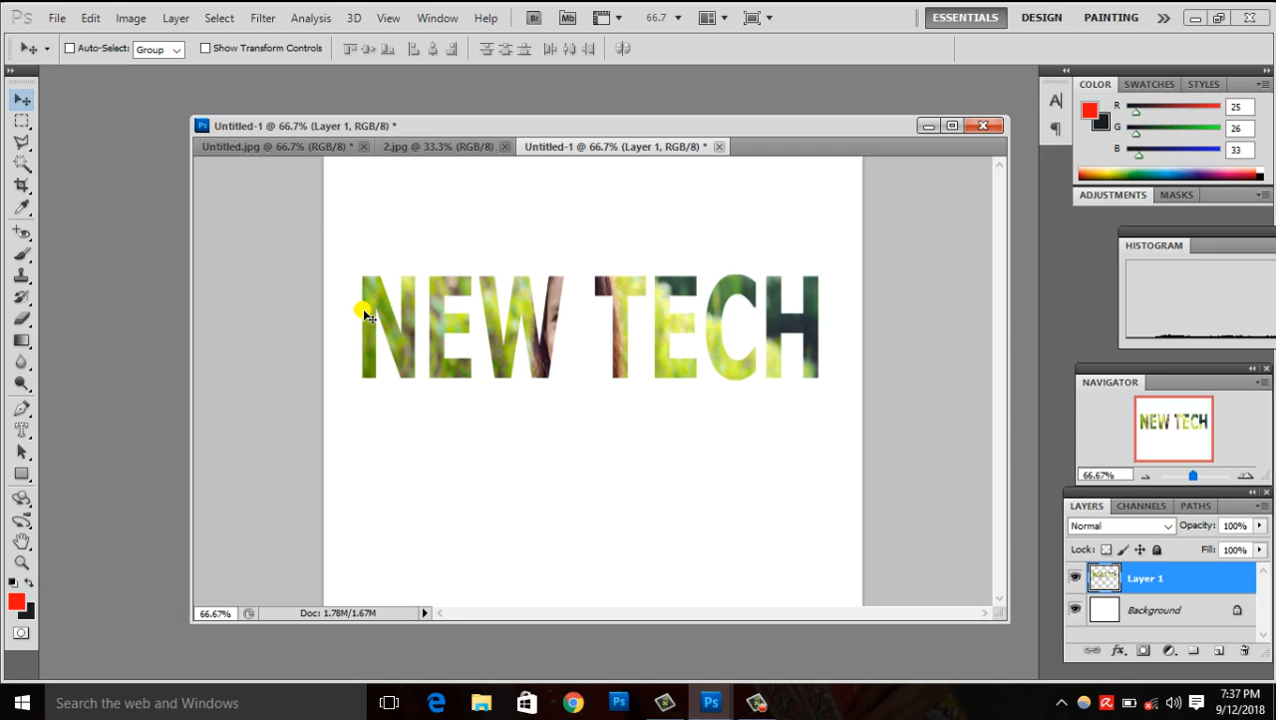 Ps File Edit Image Layer Select Filter Analysis 3D View Window Help Br Mb 66.7 ESSENTIALS DESIGN PAINTING
Auto-Select: Group Show Transform Controls
COLOR SWATCHES STYLES
R 25
G 26
B 33
ADJUSTMENTS MASKS
HISTOGRAM
Ps Untitled-1 @ 66.7% (Layer 1, RGB/8) *
Untitled.jpg @ 66.7% (RGB/8) * 2.jpg @ 33.3% (RGB/8) Untitled-1 @ 66.7% (Layer 1, RGB/8) *
NEW TECH
NAVIGATOR
NEW TECH
66.67%
LAYERS CHANNELS PATHS
Normal Opacity: 100%
Lock: Fill: 100%
Layer 1
Background
66.67% Doc: 1.78M/1.67M
Search the web and Windows
7:37 PM
9/12/2018